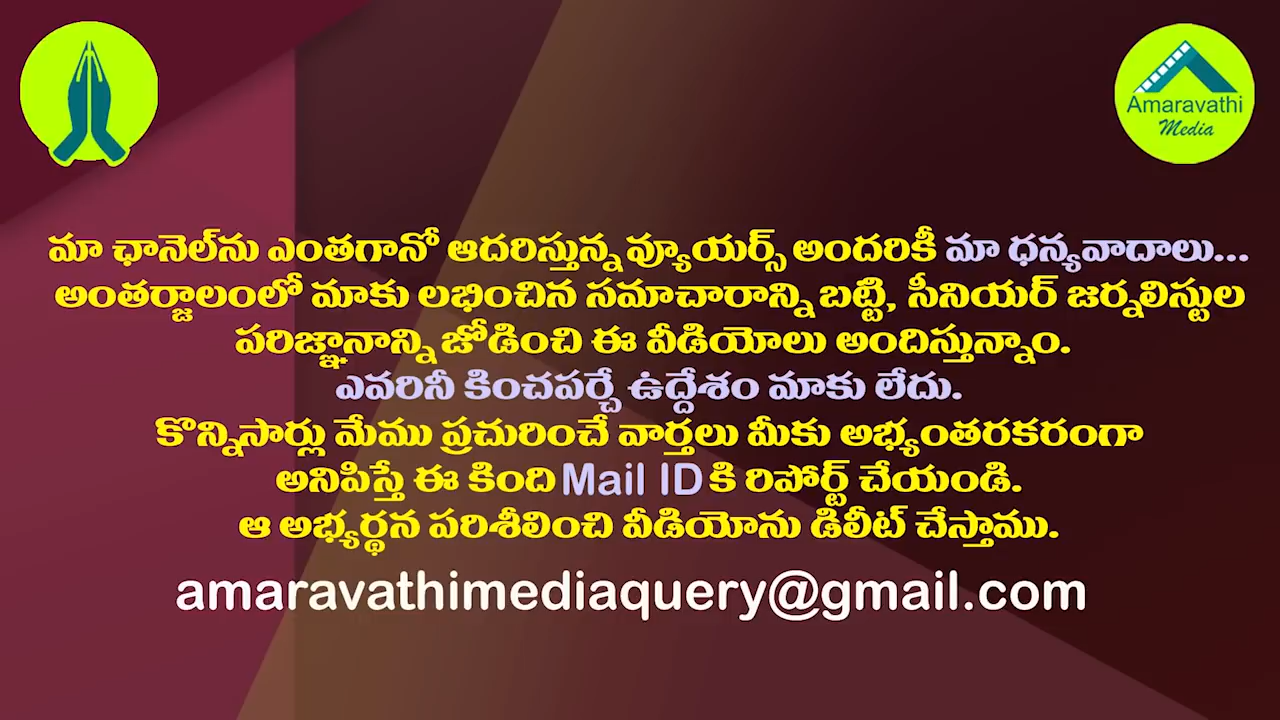 Amaravathi
Media
మా ఛానెల్‌ను ఎంతగానో ఆదరిస్తున్న వ్యూయర్స్ అందరికీ మా ధన్యవాదాలు...
అంతర్జాలంలో మాకు లభించిన సమాచారాన్ని బట్టి, సీనియర్ జర్నలిస్టుల
పరిజ్ఞానాన్ని జోడించి ఈ వీడియోలు అందిస్తున్నాం.
ఎవరినీ కించపర్చే ఉద్దేశం మాకు లేదు.
కొన్నిసార్లు మేము ప్రచురించే వార్తలు మీకు అభ్యంతరకరంగా
అనిపిస్తే ఈ కింది Mail ID కి రిపోర్ట్ చేయండి.
ఆ అభ్యర్థన పరిశీలించి వీడియోను డిలీట్ చేస్తాము.
amaravathimediaquery@gmail.com